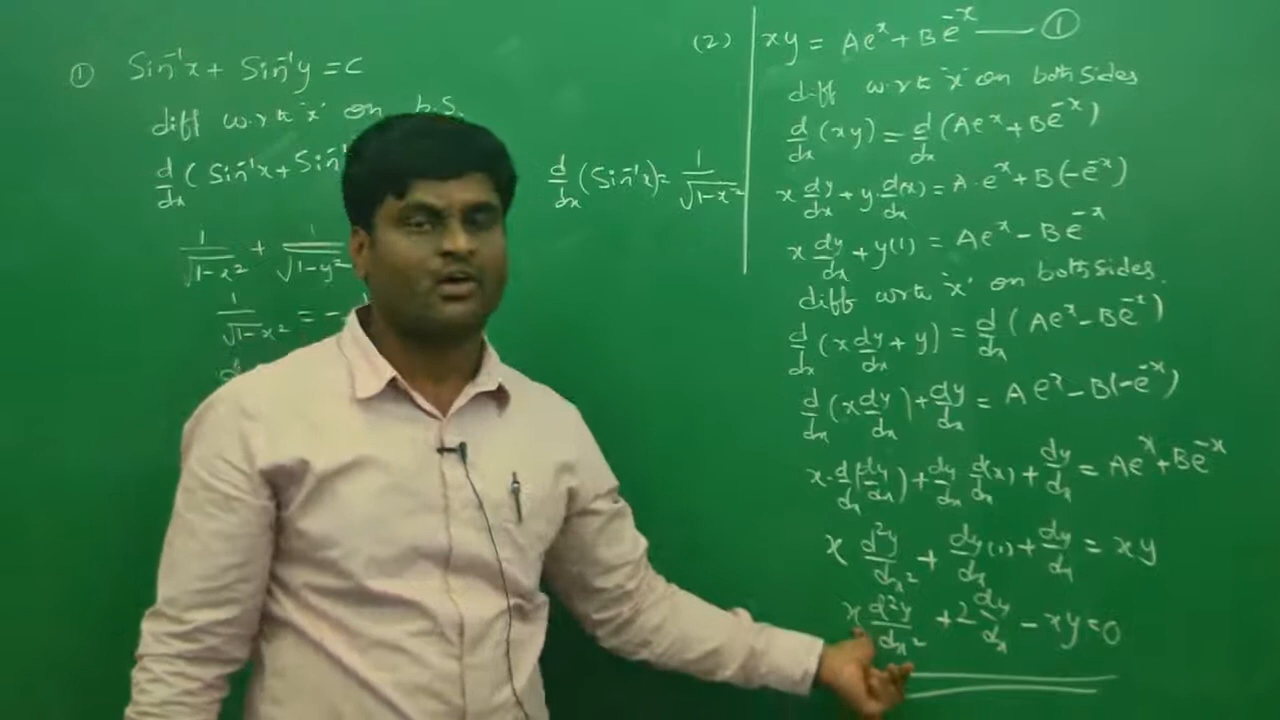 ① Sin⁻¹x + Sin⁻¹y = c
diff w.r.t 'x' on b.s.
d/dx (Sin⁻¹x + Sin⁻¹
1/√1-x² + 1/√1-y²
1/√1-x² = -
d/dx (Sin⁻¹x) = 1/√1-x²
(2) xy = Ae^x + Be^-x —— ①
diff w.r.t 'x' on both sides
d/dx (xy) = d/dx (Ae^x + Be^-x)
x dy/dx + y.d(x)/dx = A.e^x + B(-e^-x)
x dy/dx + y(1) = Ae^x - Be^-x
diff w.r.t 'x' on both sides.
d/dx (x dy/dx + y) = d/dx (Ae^x - Be^-x)
d/dx (x dy/dx) + dy/dx = Ae^x - B(-e^-x)
x. d/dx (dy/dx) + dy/dx d(x)/dx + dy/dx = Ae^x + Be^-x
x d²y/dx² + dy/dx (1) + dy/dx = xy
x d²y/dx² + 2 dy/dx - xy = 0